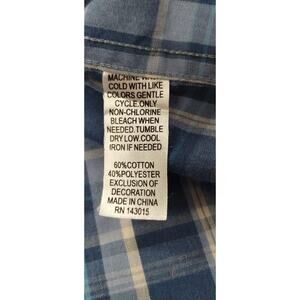 MACHINE WASH
COLD WITH LIKE
COLORS GENTLE
CYCLE.ONLY
NON-CHLORINE
BLEACH WHEN
NEEDED.TUMBLE
DRY LOW.COOL
IRON IF NEEDED
60%COTTON
40%POLYESTER
EXCLUSION OF
DECORATION
MADE IN CHINA
RN 143015